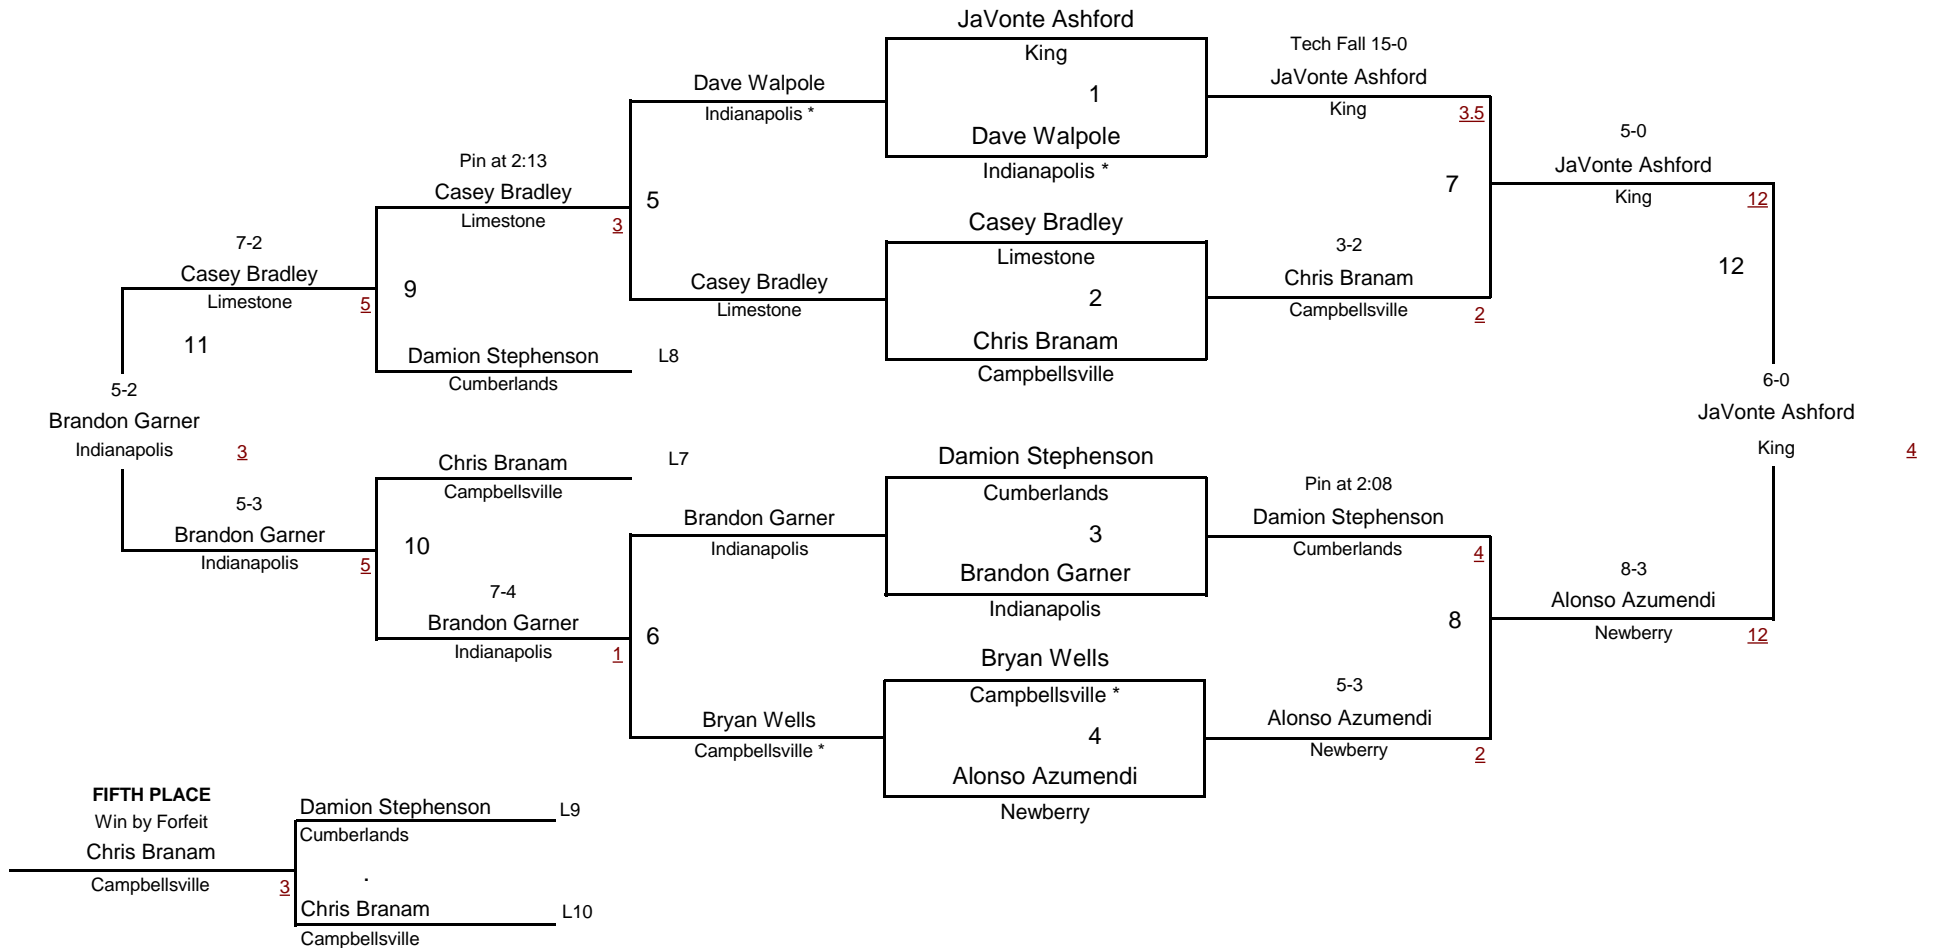 JaVonte Ashford
King
1
Dave Walpole
Indianapolis *
Casey Bradley
Limestone
2
Chris Branam
Campbellsville
Damion Stephenson
Cumberlands
3
Brandon Garner
Indianapolis
Bryan Wells
Campbellsville *
4
Alonso Azumendi
Newberry
Tech Fall 15-0
JaVonte Ashford
King
3.5
7
3-2
Chris Branam
Campbellsville
2
Pin at 2:08
Damion Stephenson
Cumberlands
4
8
5-3
Alonso Azumendi
Newberry
2
5-0
JaVonte Ashford
King
12
12
8-3
Alonso Azumendi
Newberry
12
6-0
JaVonte Ashford
King
4
Dave Walpole
Indianapolis *
5
Casey Bradley
Limestone
Brandon Garner
Indianapolis
6
Bryan Wells
Campbellsville *
Pin at 2:13
Casey Bradley
Limestone
3
9
Damion Stephenson
L8
Cumberlands
Chris Branam
L7
Campbellsville
10
7-4
Brandon Garner
Indianapolis
1
7-2
Casey Bradley
Limestone
5
11
5-3
Brandon Garner
Indianapolis
5
5-2
Brandon Garner
Indianapolis
3
FIFTH PLACE
Win by Forfeit
Chris Branam
Campbellsville
3
Damion Stephenson
L9
Cumberlands
.
Chris Branam
L10
Campbellsville